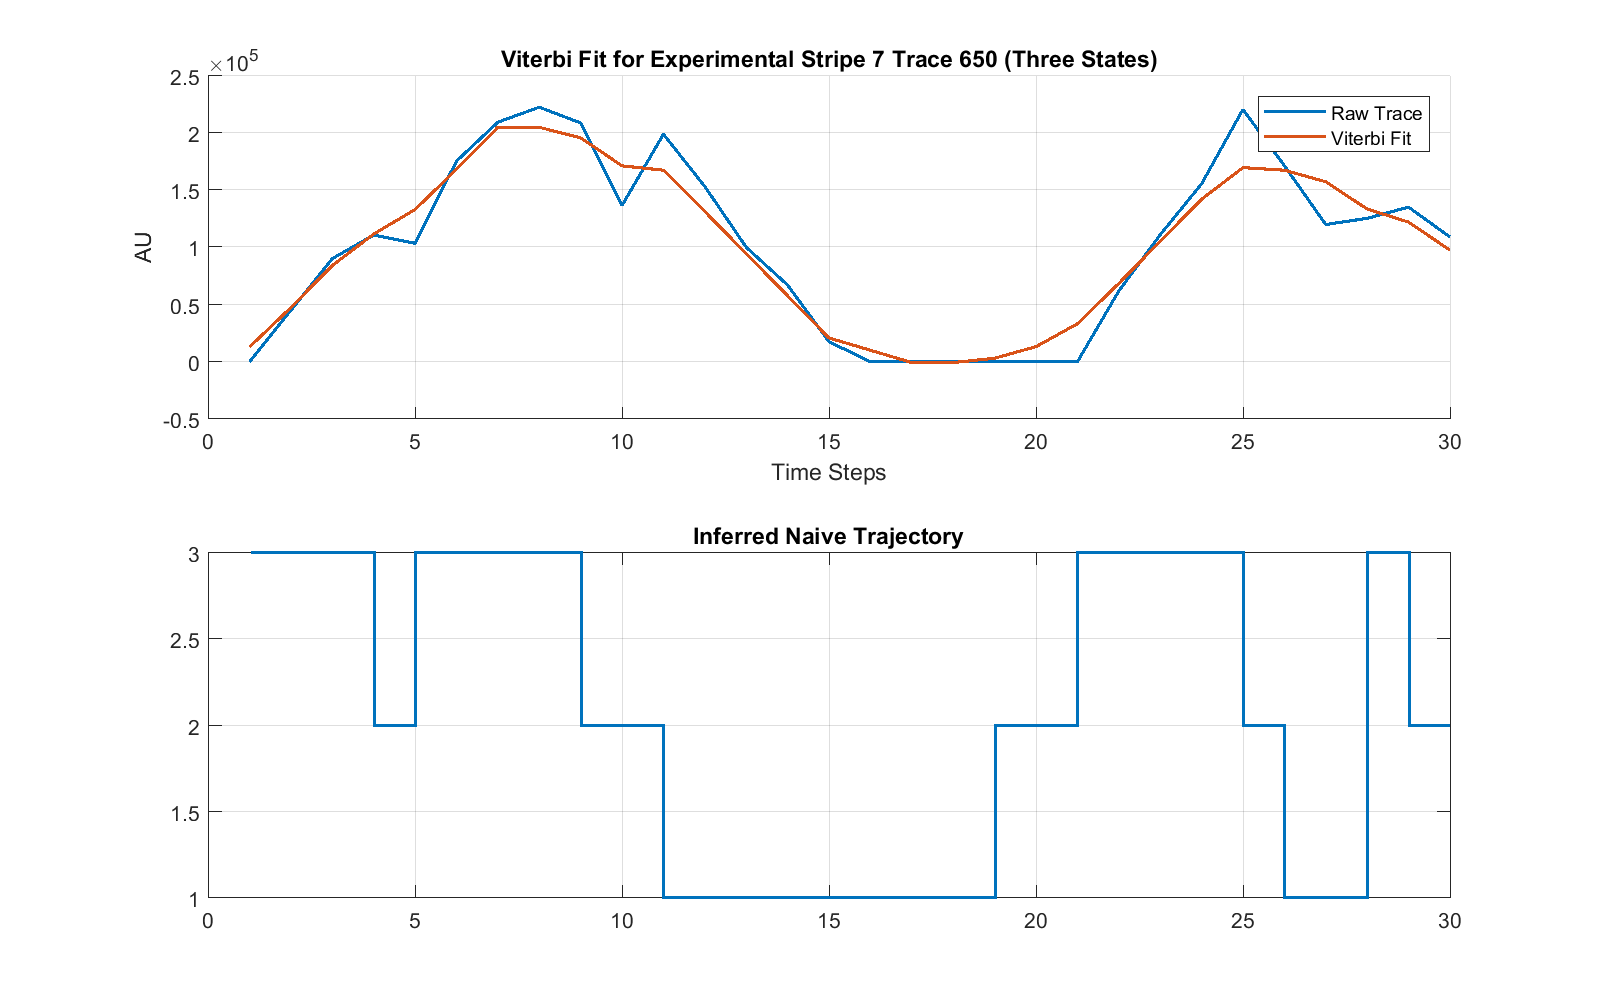 Viterbi Fit for Experimental Stripe 7 Trace 650 (Three States)
×10^5
2.5
2
1.5
1
0.5
0
-0.5
AU
Raw Trace
Viterbi Fit
0 5 10 15 20 25 30
Time Steps
Inferred Naive Trajectory
3
2.5
2
1.5
1
0 5 10 15 20 25 30